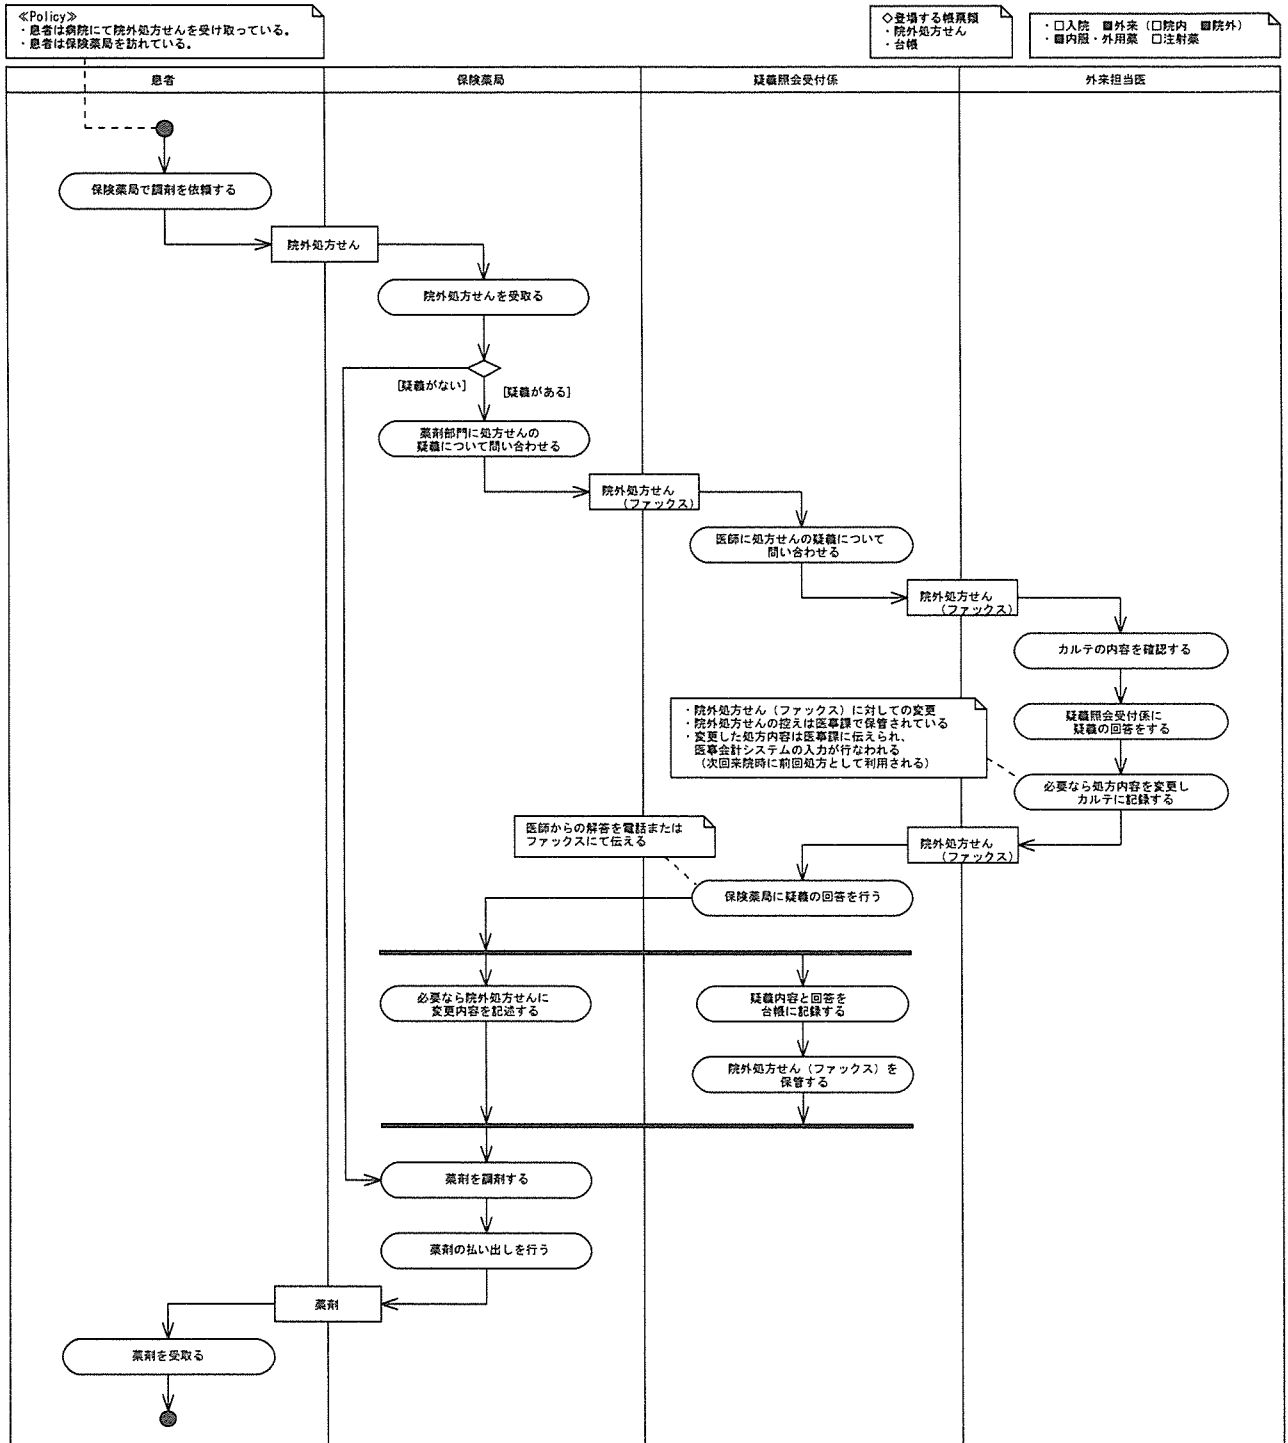 ≪Policy≫
・患者は病院にて院外処方せんを受け取っている。
・患者は保険薬局を訪れている。
◇登場する帳票類
・院外処方せん
・台帳
・□入院　▩外来（□院内　▩院外）
・▩内服・外用薬　□注射薬
患者
保険薬局
疑義照会受付係
外来担当医
保険薬局で調剤を依頼する
院外処方せん
院外処方せんを受取る
[疑義がない]
[疑義がある]
薬剤部門に処方せんの
疑義について問い合わせる
院外処方せん
（ファックス）
医師に処方せんの疑義について
問い合わせる
院外処方せん
（ファックス）
カルテの内容を確認する
・院外処方せん（ファックス）に対しての変更
・院外処方せんの控えは医事課で保管されている
・変更した処方内容は医事課に伝えられ、
医事会計システムの入力が行なわれる
（次回来院時に前回処方として利用される）
疑義照会受付係に
疑義の回答をする
必要なら処方内容を変更し
カルテに記録する
医師からの解答を電話または
ファックスにて伝える
院外処方せん
（ファックス）
保険薬局に疑義の回答を行う
必要なら院外処方せんに
変更内容を記述する
疑義内容と回答を
台帳に記録する
院外処方せん（ファックス）を
保管する
薬剤を調剤する
薬剤の払い出しを行う
薬剤
薬剤を受取る